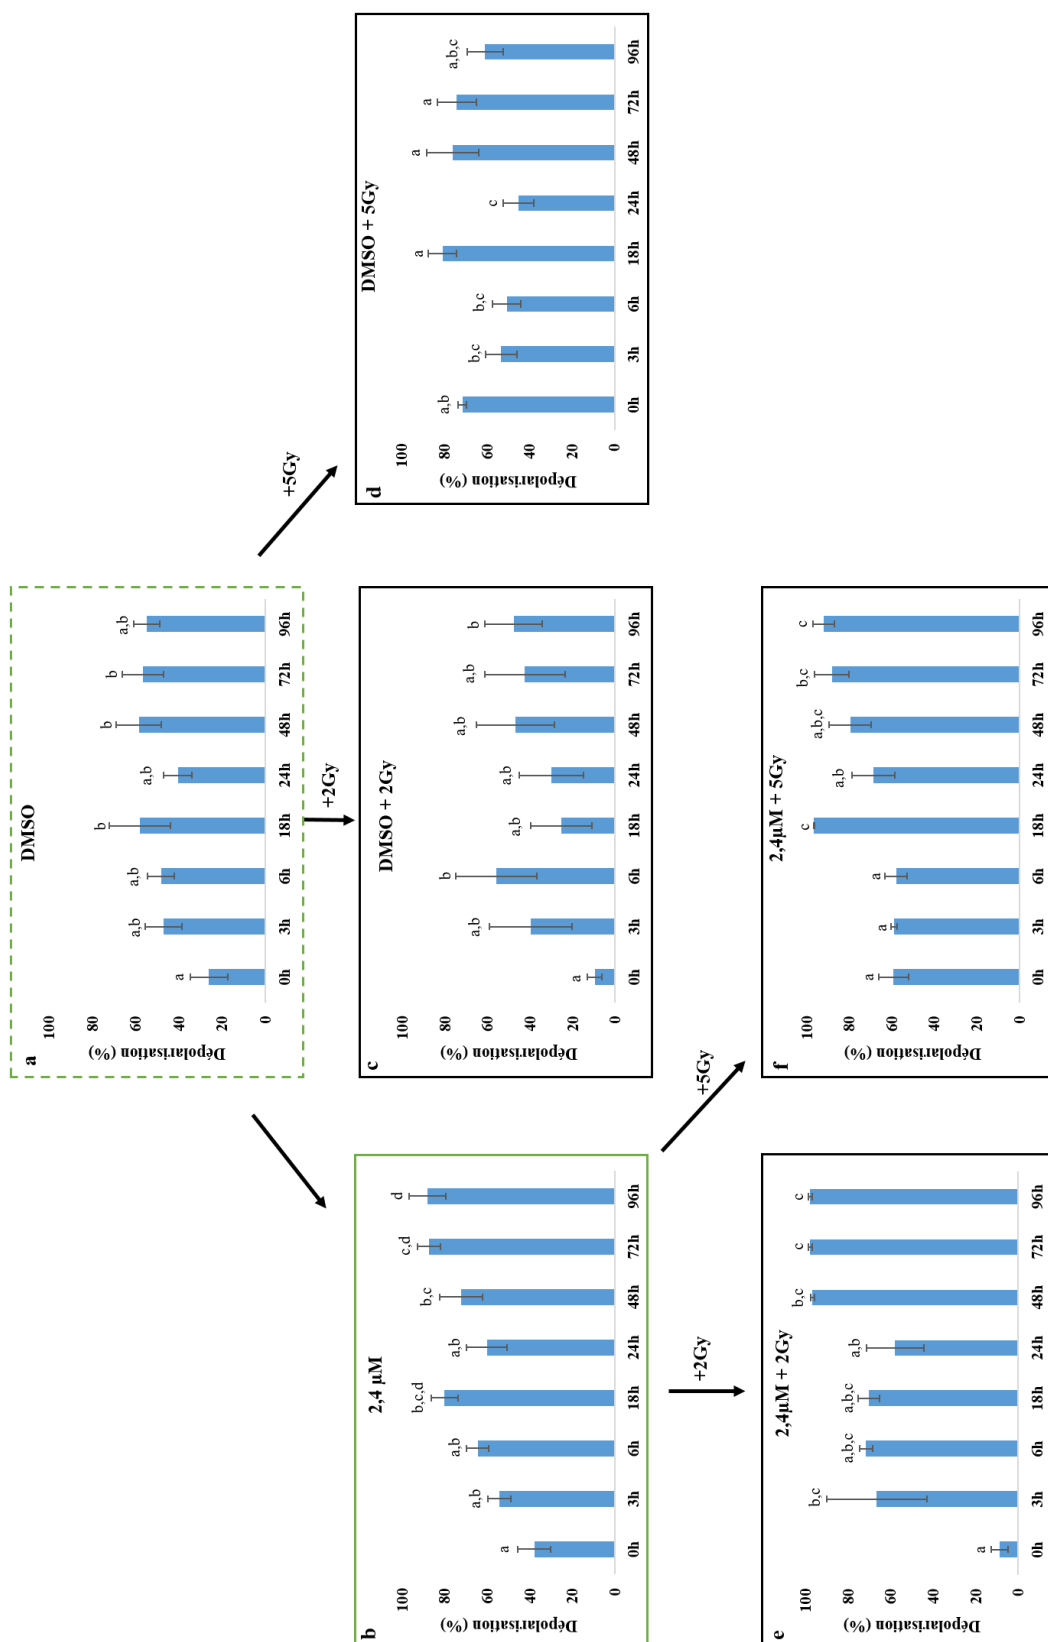 DMSO
a
Dépolarisation (%)
100
80
60
40
20
0
a
a,b
a,b
b
a,b
b
b
a,b
0h 3h 6h 18h 24h 48h 72h 96h
+2Gy
+5Gy
2,4 µM
b
Dépolarisation (%)
100
80
60
40
20
0
a
a,b
a,b
b,c,d
a,b
b,c
c,d
d
0h 3h 6h 18h 24h 48h 72h 96h
DMSO + 2Gy
c
Dépolarisation (%)
100
80
60
40
20
0
a
a,b
b
a,b
a,b
a,b
a,b
b
0h 3h 6h 18h 24h 48h 72h 96h
DMSO + 5Gy
d
Dépolarisation (%)
100
80
60
40
20
0
a,b
b,c
b,c
a
c
a
a
a,b,c
0h 3h 6h 18h 24h 48h 72h 96h
+2Gy
+5Gy
2,4µM + 2Gy
e
Dépolarisation (%)
100
80
60
40
20
0
a
b,c
a,b,c
a,b,c
a,b
b,c
c
c
0h 3h 6h 18h 24h 48h 72h 96h
2,4µM + 5Gy
f
Dépolarisation (%)
100
80
60
40
20
0
a
a
a
c
a,b
a,b,c
b,c
c
0h 3h 6h 18h 24h 48h 72h 96h